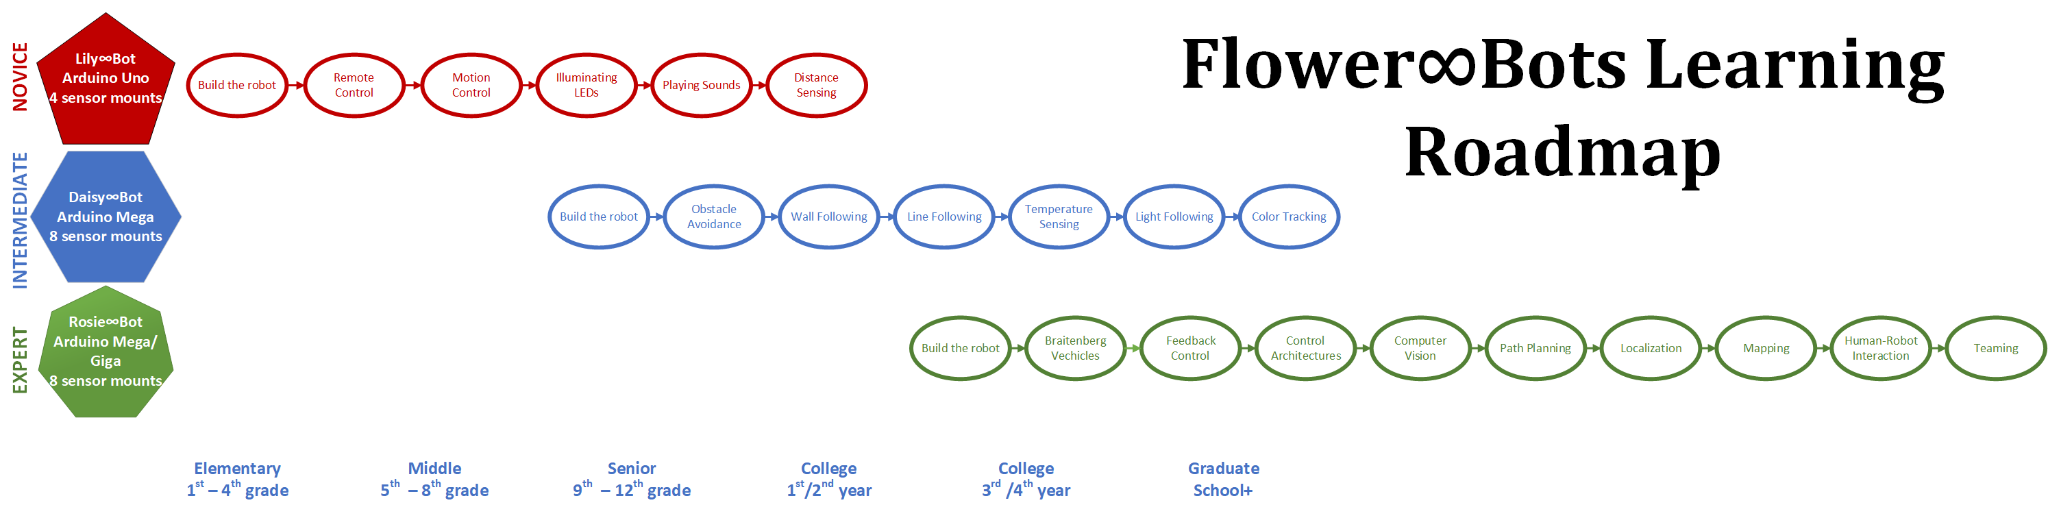 Flower∞Bots Learning
Roadmap
NOVICE
Lily∞Bot
Arduino Uno
4 sensor mounts
Build the robot
Remote
Control
Motion
Control
Illuminating
LEDs
Playing Sounds
Distance
Sensing
INTERMEDIATE
Daisy∞Bot
Arduino Mega
8 sensor mounts
Build the robot
Obstacle
Avoidance
Wall Following
Line Following
Temperature
Sensing
Light Following
Color Tracking
EXPERT
Rosie∞Bot
Arduino Mega/
Giga
8 sensor mounts
Build the robot
Braitenberg
Vechicles
Feedback
Control
Control
Architectures
Computer
Vision
Path Planning
Localization
Mapping
Human-Robot
Interaction
Teaming
Elementary
1st – 4th grade
Middle
5th – 8th grade
Senior
9th – 12th grade
College
1st/2nd year
College
3rd /4th year
Graduate
School+